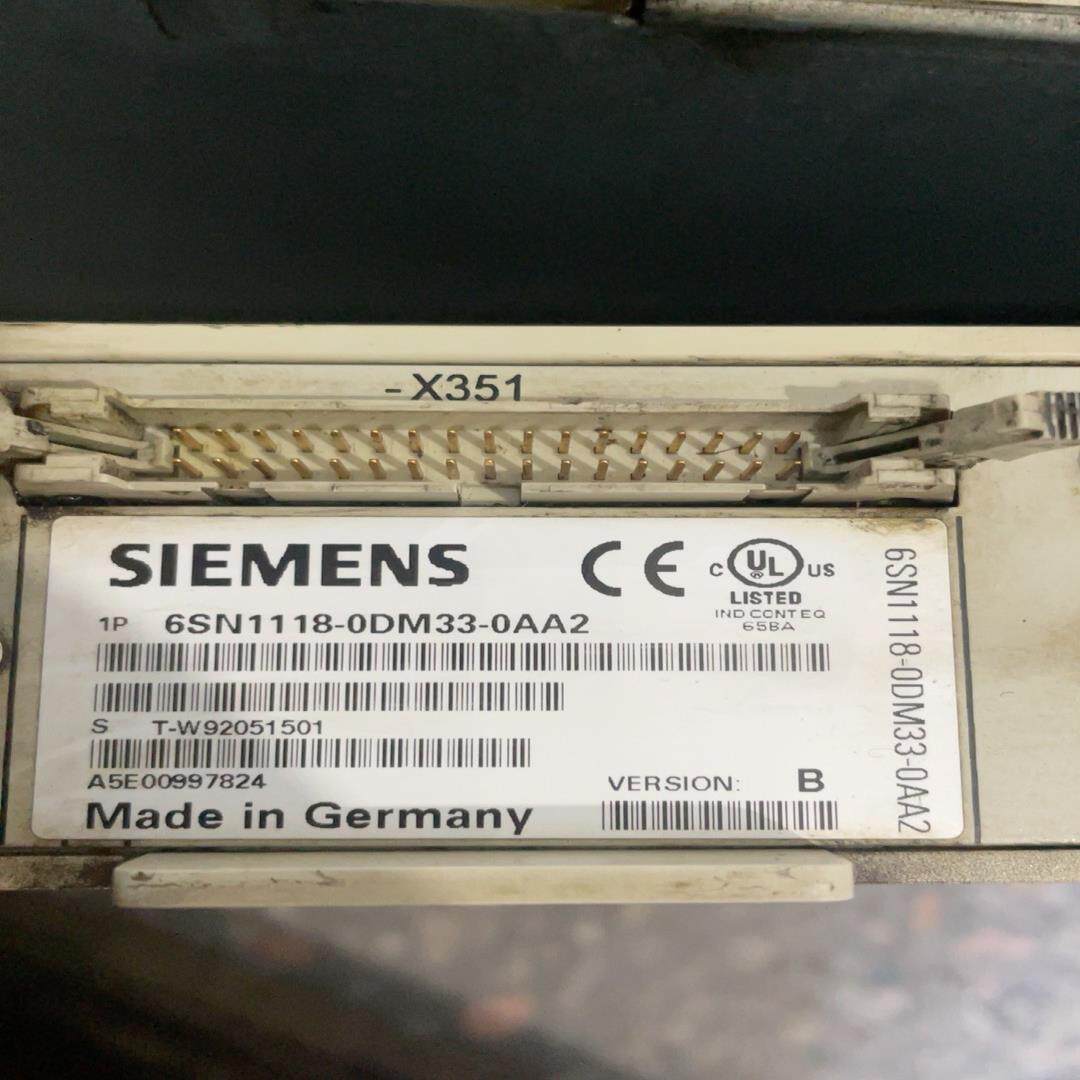 -X351
SIEMENS
CE
C UL US
LISTED
IND CONT EQ
65BA
1P 6SN1118-0DM33-0AA2
S T-W92051501
A5E00997824
VERSION: B
Made in Germany
6SN1118-0DM33-0AA2